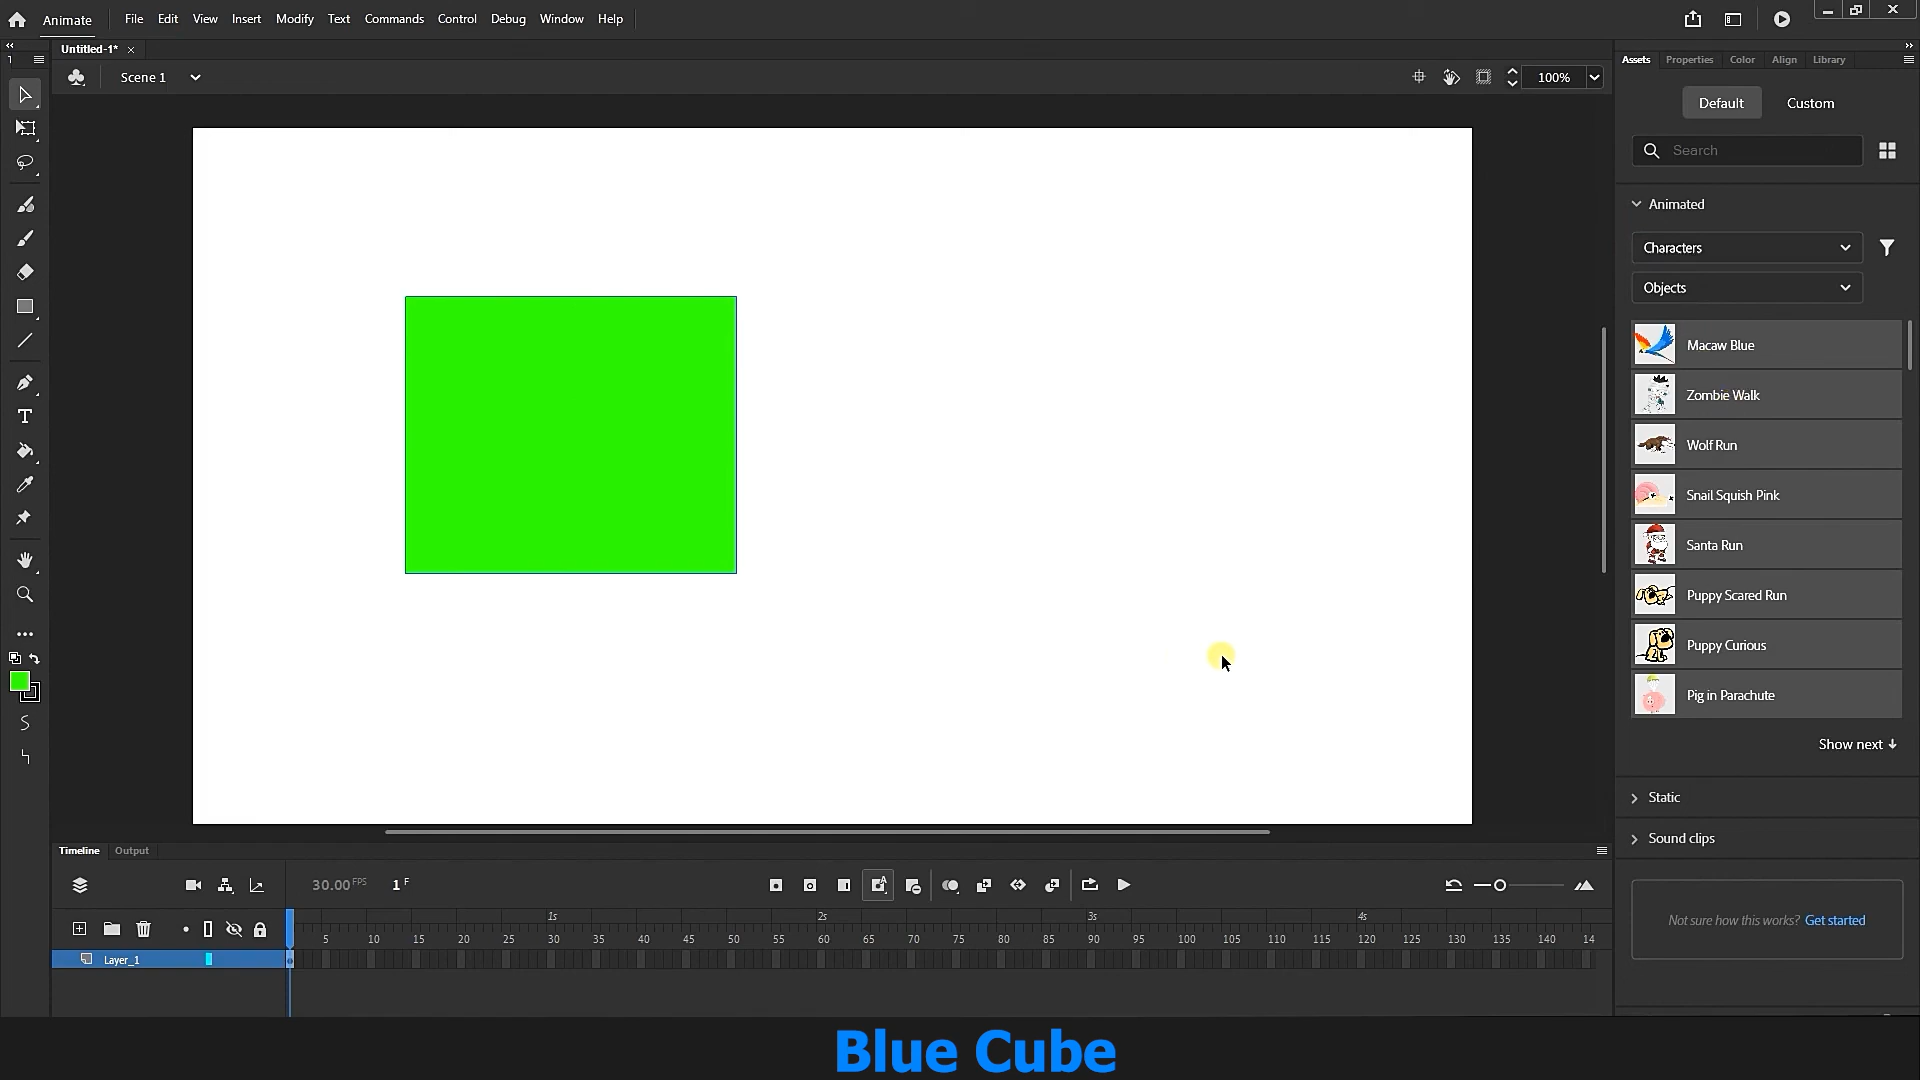 Animate File Edit View Insert Modify Text Commands Control Debug Window Help
Untitled-1*
Scene 1
100%
Assets Properties Color Align Library
Default Custom
Search
Animated
Characters
Objects
Macaw Blue
Zombie Walk
Wolf Run
Snail Squish Pink
Santa Run
Puppy Scared Run
Puppy Curious
Pig in Parachute
Show next
Static
Sound clips
Not sure how this works? Get started
Timeline Output
30.00 FPS 1 F
1s 2s 3s 4s
5 10 15 20 25 30 35 40 45 50 55 60 65 70 75 80 85 90 95 100 105 110 115 120 125 130 135 140 14
Layer_1
Blue Cube